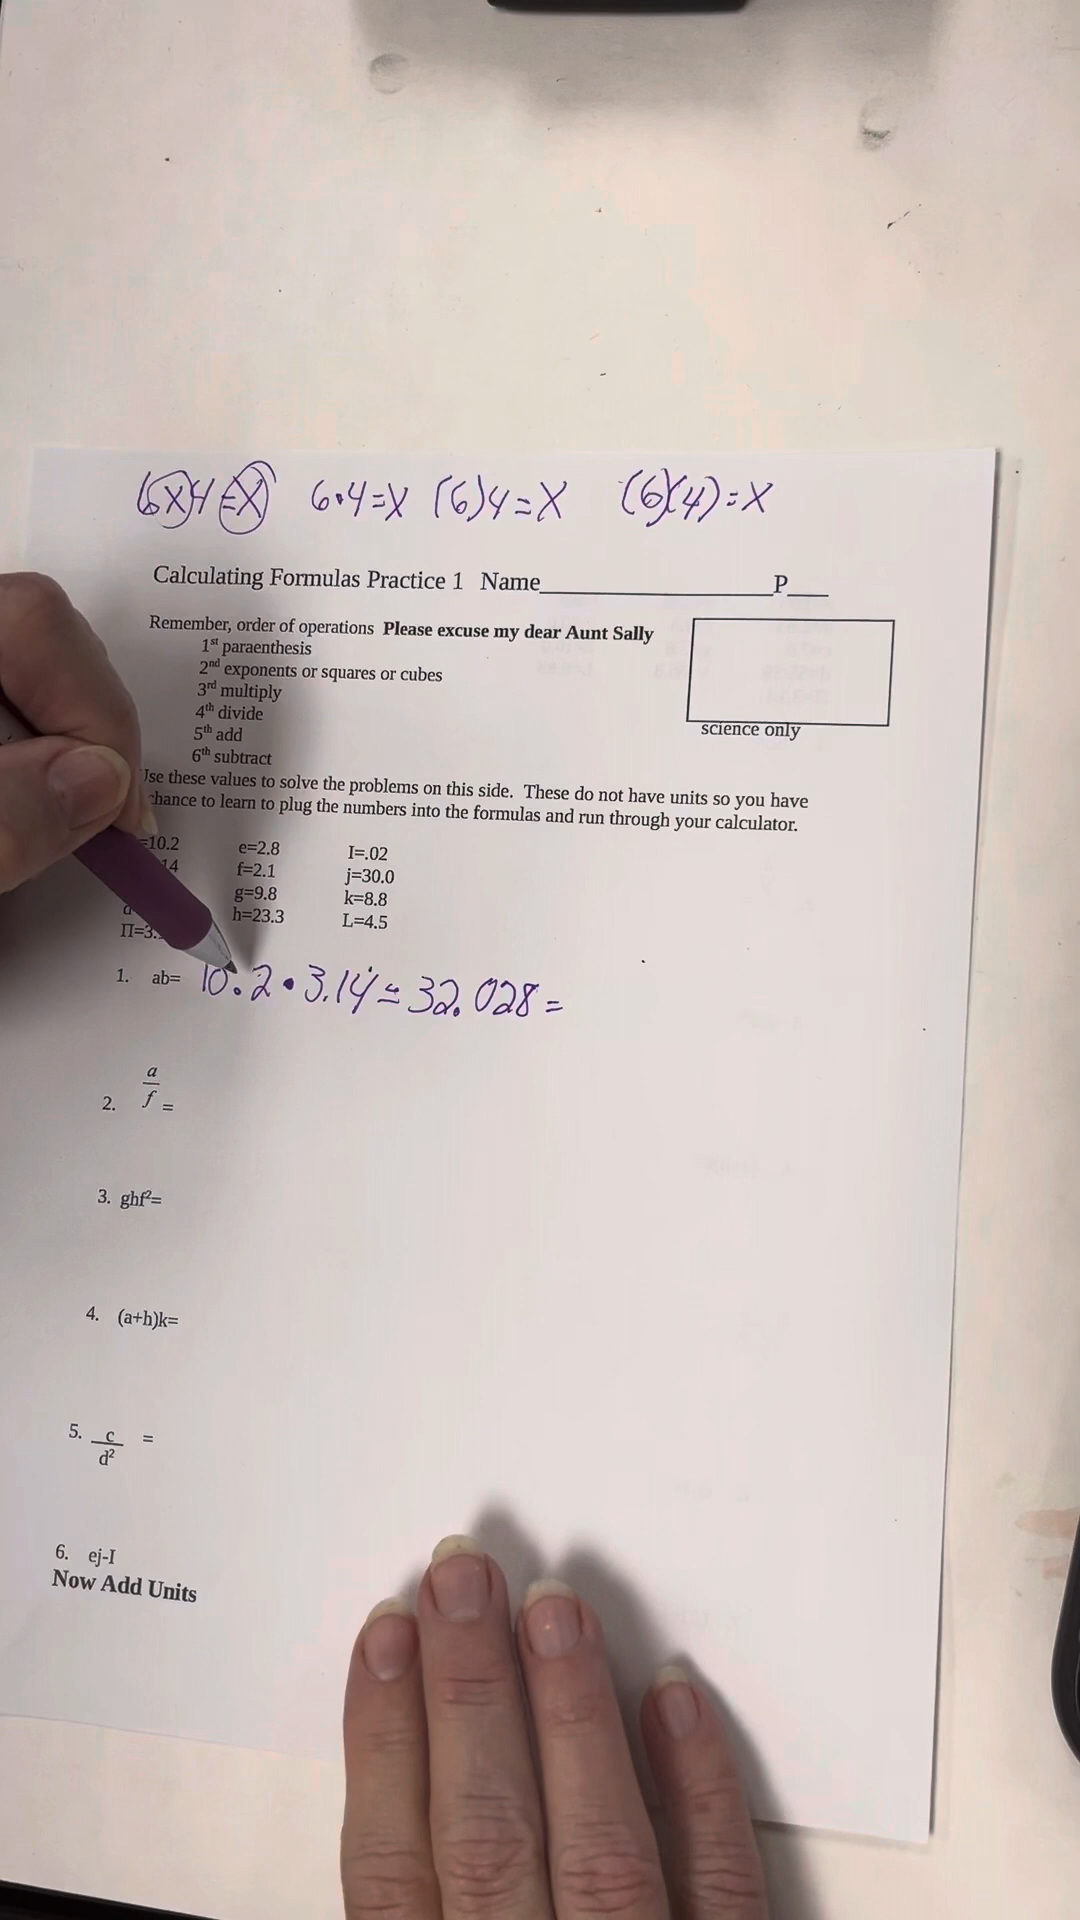 6x4=x 6•4=x (6)4=x (6)(4)=x
Calculating Formulas Practice 1 Name____________________P____
Remember, order of operations Please excuse my dear Aunt Sally
1st paraenthesis
2nd exponents or squares or cubes
3rd multiply
4th divide
5th add
6th subtract
science only
Use these values to solve the problems on this side. These do not have units so you have
chance to learn to plug the numbers into the formulas and run through your calculator.
=10.2 e=2.8 I=.02
14 f=2.1 j=30.0
g=9.8 k=8.8
d h=23.3 L=4.5
Π=3.
1. ab= 10.2•3.14=32.028=
2. a/f =
3. ghf²=
4. (a+h)k=
5. c/d² =
6. ej-I
Now Add Units